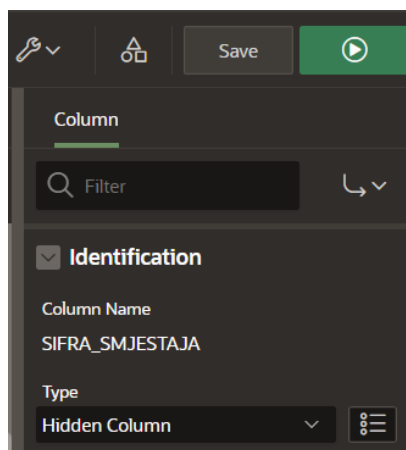 Save
Column
Filter
Identification
Column Name
SIFRA_SMJESTAJA
Type
Hidden Column